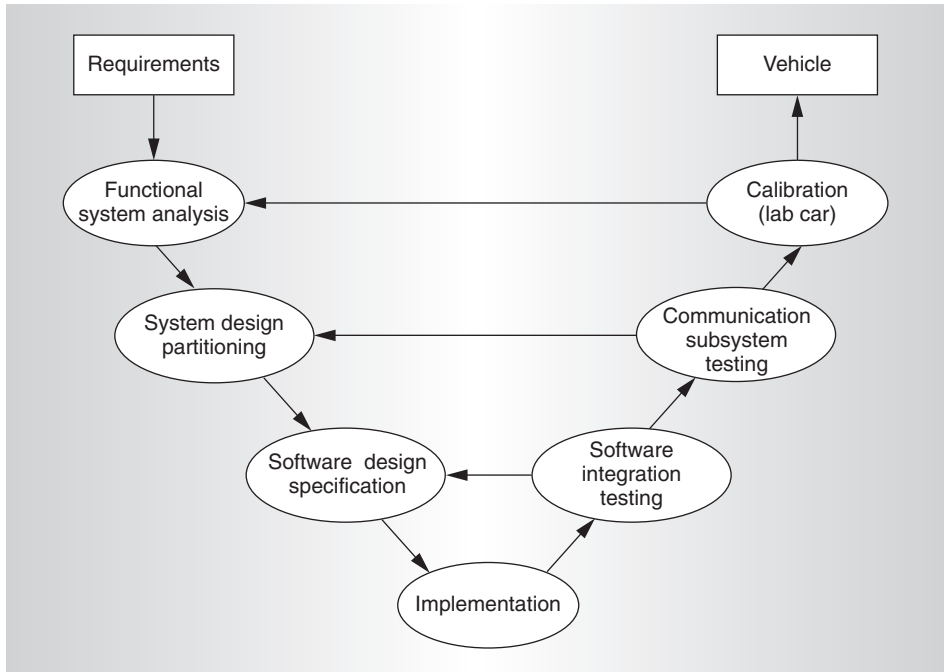 Requirements
Vehicle
Functional
system analysis
Calibration
(lab car)
System design
partitioning
Communication
subsystem
testing
Software design
specification
Software
integration
testing
Implementation